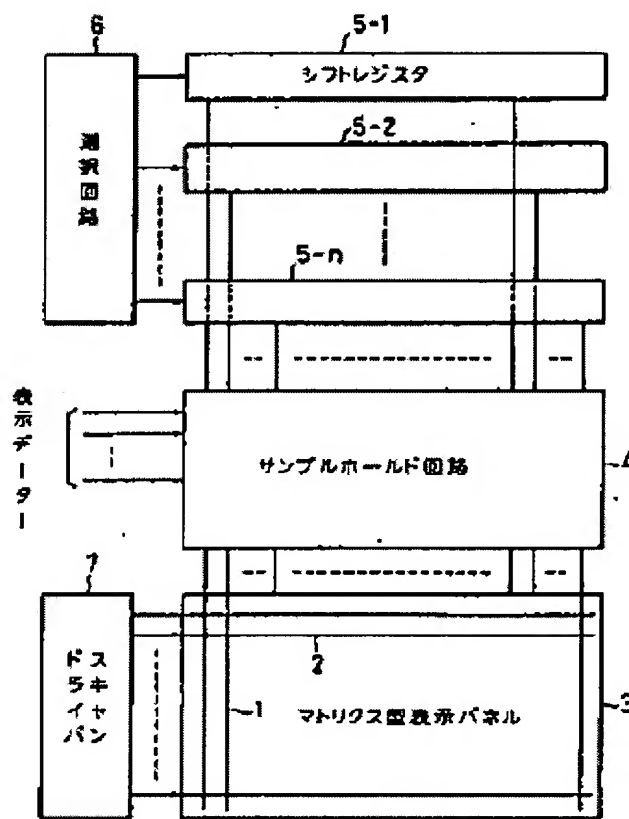 6
5-1
シフトレジスタ
選択回路
5-2
5-n
表示データー
サンプルホールド回路
4
7
スキャン
ドライバ
2
1
マトリクス型表示パネル
3